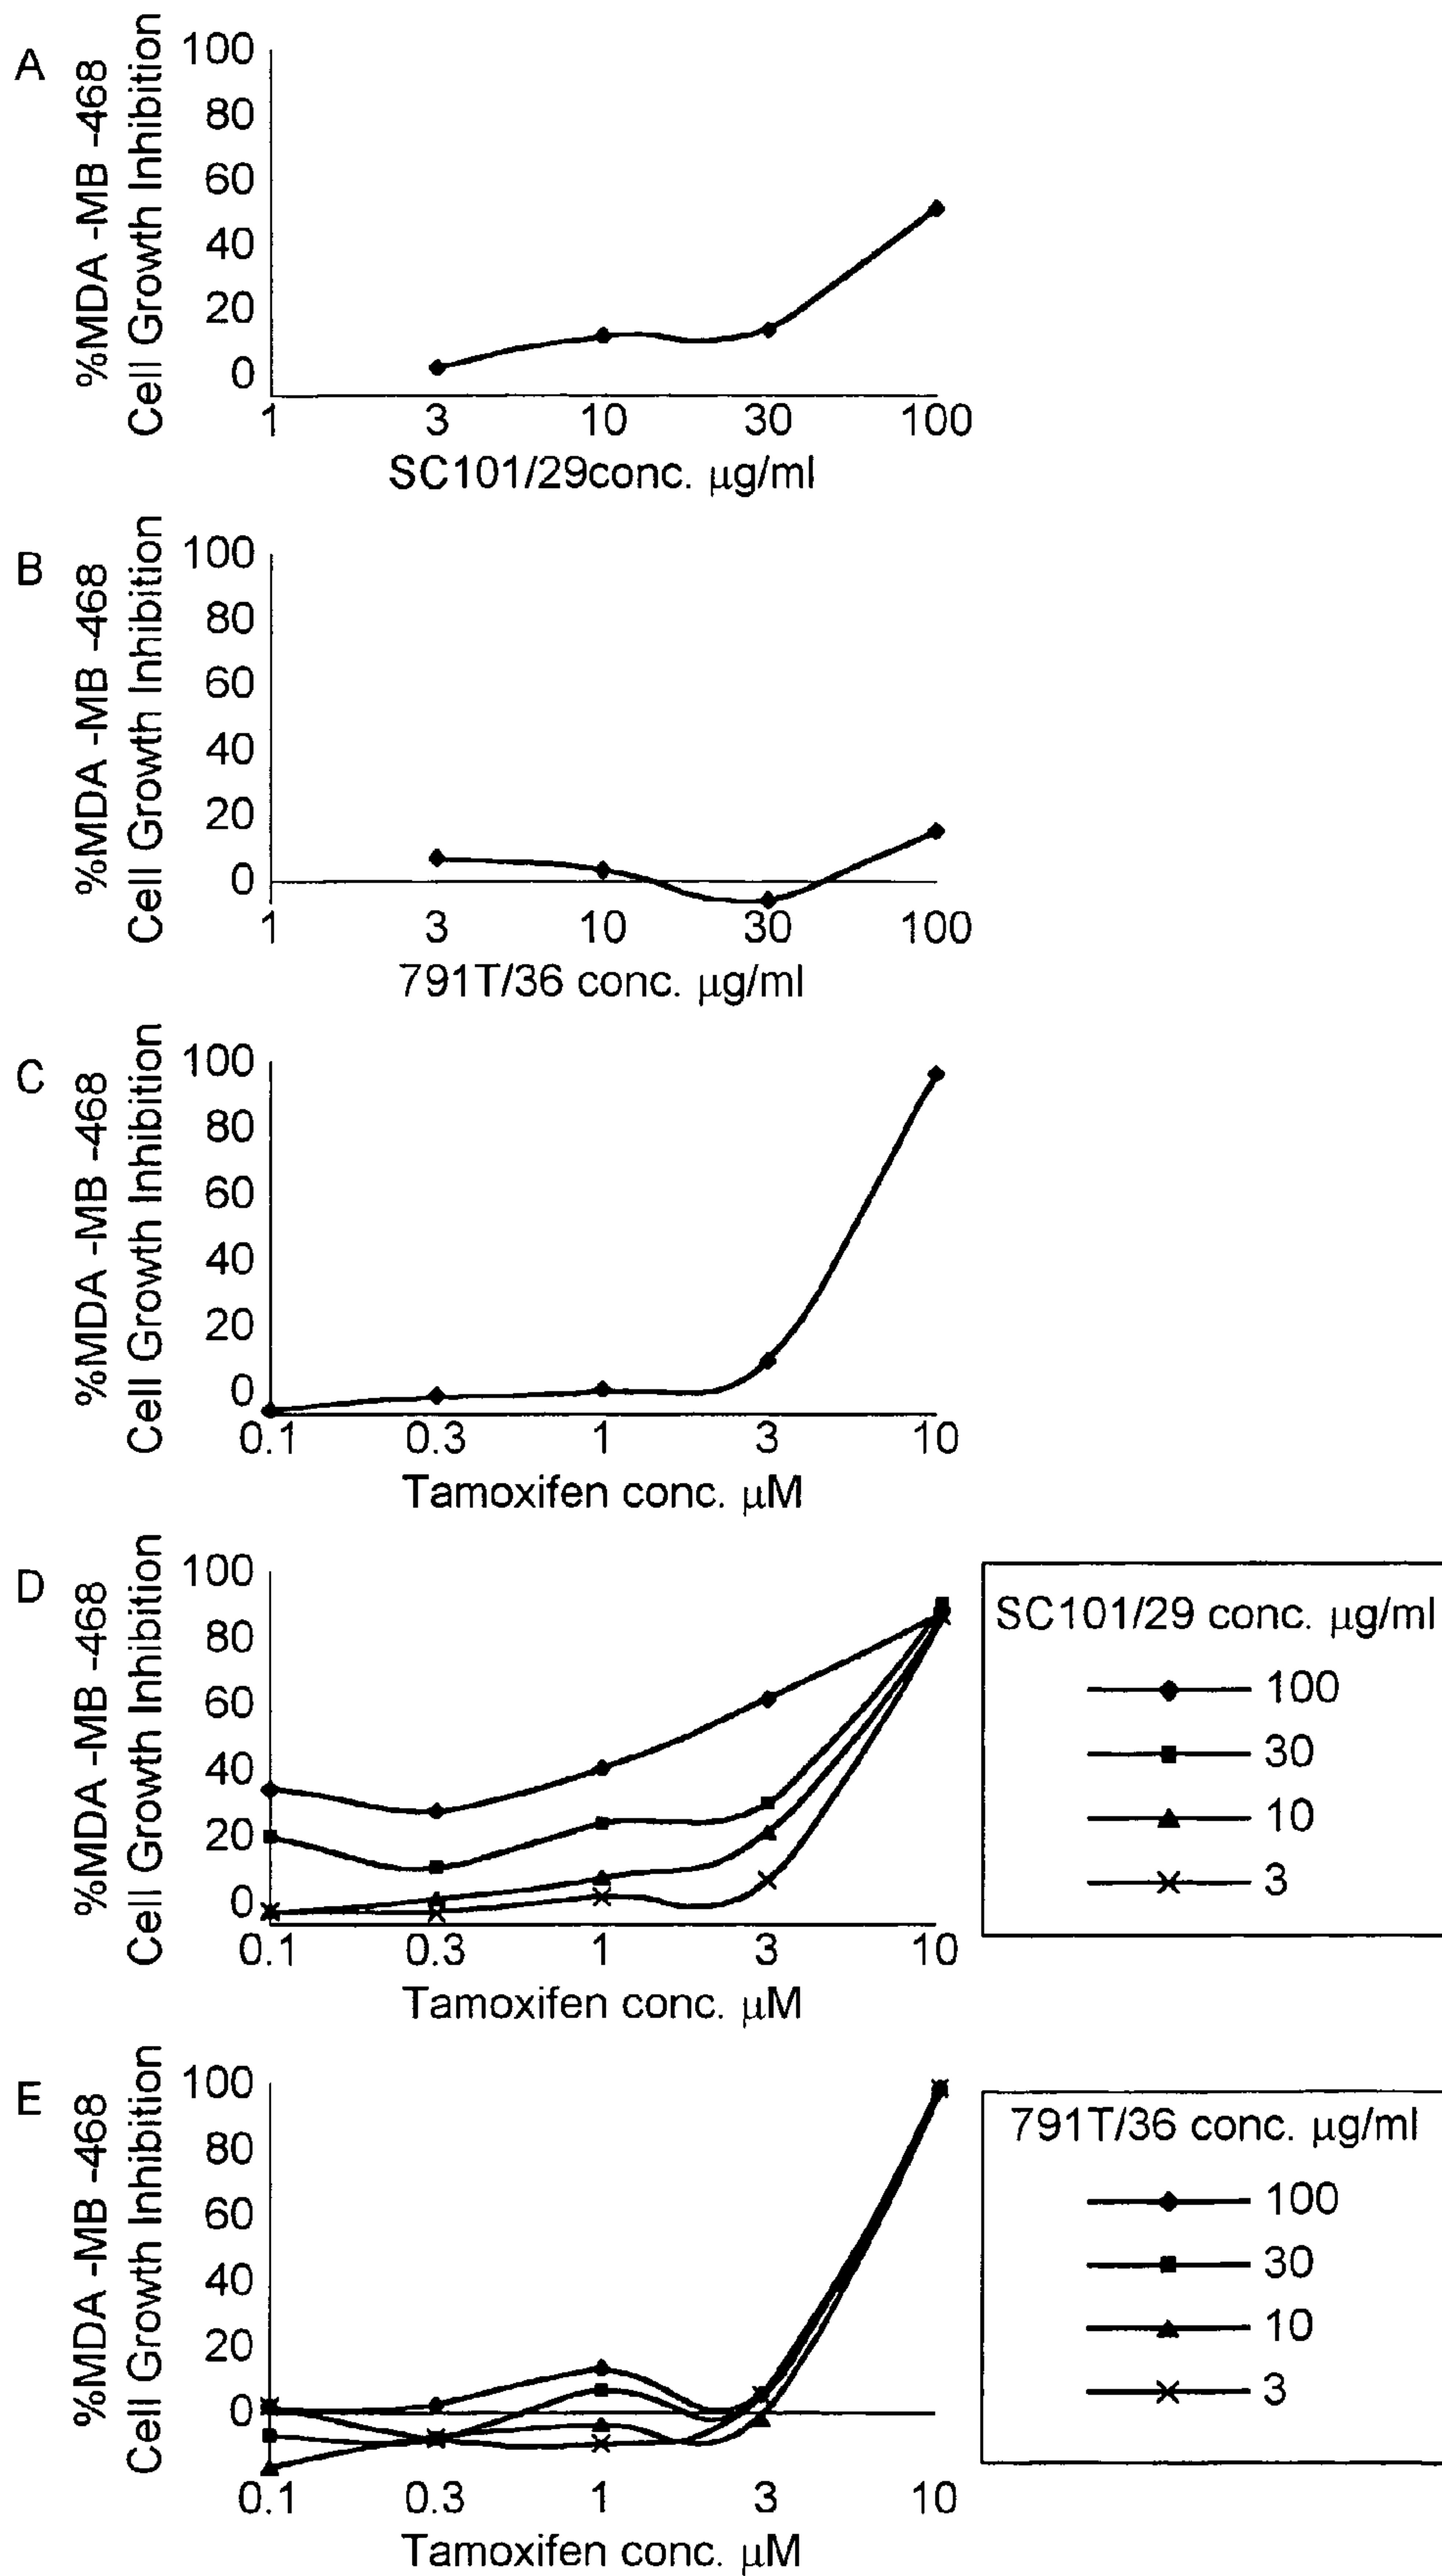 A
%MDA -MB -468
Cell Growth Inhibition
100
80
60
40
20
0
1 3 10 30 100
SC101/29conc. μg/ml
B
%MDA -MB -468
Cell Growth Inhibition
100
80
60
40
20
0
1 3 10 30 100
791T/36 conc. μg/ml
C
%MDA -MB -468
Cell Growth Inhibition
100
80
60
40
20
0
0.1 0.3 1 3 10
Tamoxifen conc. μM
D
%MDA -MB -468
Cell Growth Inhibition
100
80
60
40
20
0
0.1 0.3 1 3 10
Tamoxifen conc. μM
SC101/29 conc. μg/ml
100
30
10
3
E
%MDA -MB -468
Cell Growth Inhibition
100
80
60
40
20
0
0.1 0.3 1 3 10
Tamoxifen conc. μM
791T/36 conc. μg/ml
100
30
10
3